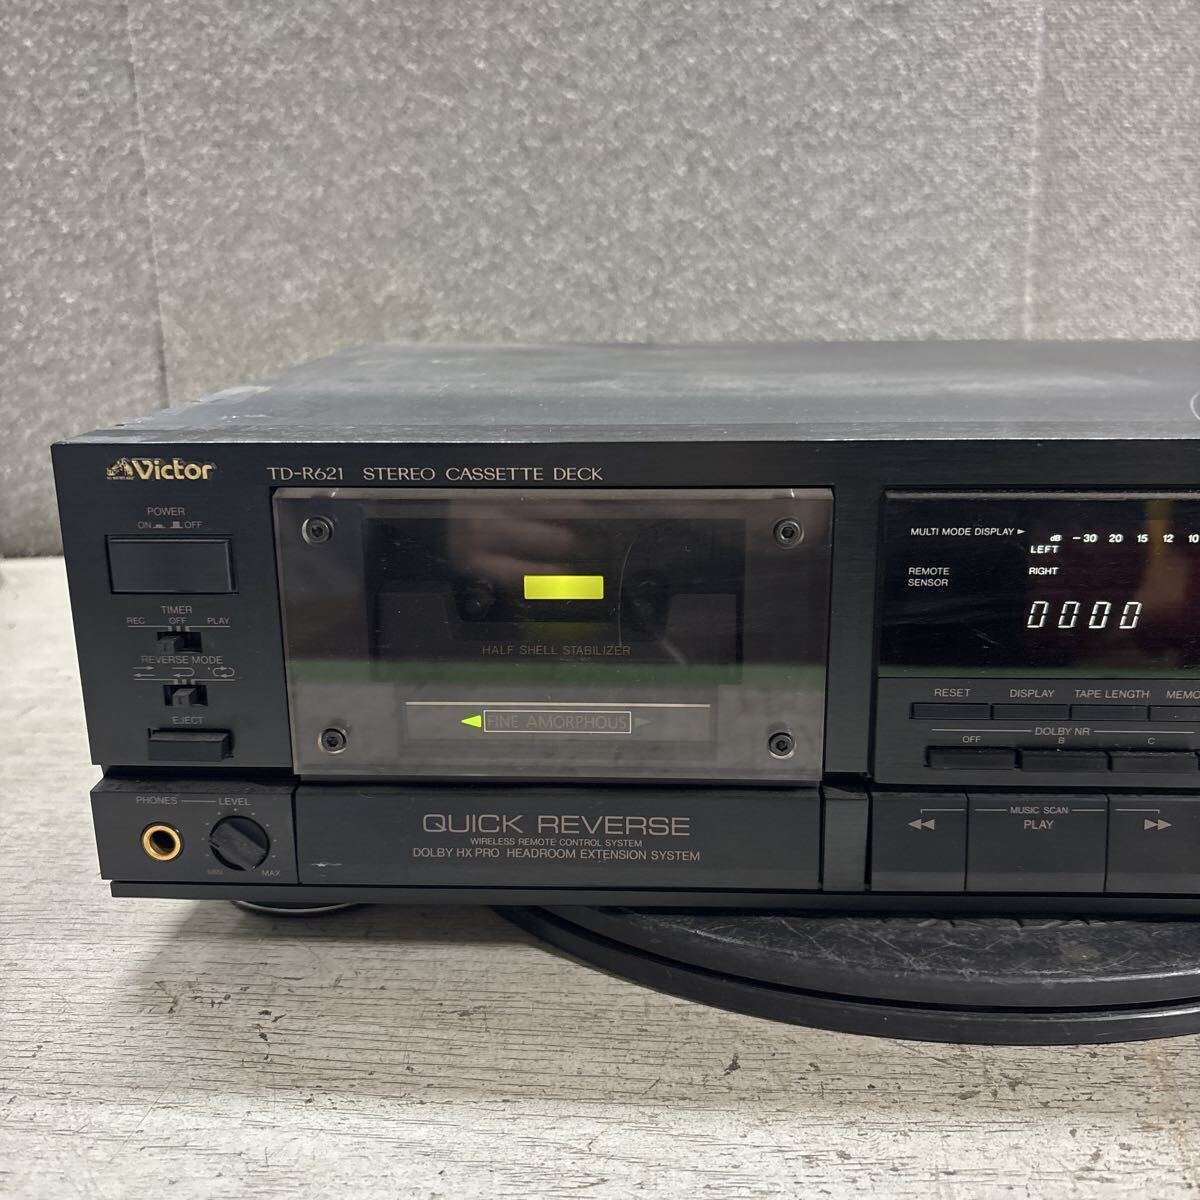 Victor
TD-R621 STEREO CASSETTE DECK
POWER
ON OFF
TIMER
REC OFF PLAY
REVERSE MODE
EJECT
PHONES LEVEL
MAX
HALF SHELL STABILIZER
FINE AMORPHOUS
QUICK REVERSE
WIRELESS REMOTE CONTROL SYSTEM
DOLBY HX PRO HEADROOM EXTENSION SYSTEM
MULTI MODE DISPLAY
dB -30 20 15 12 10
LEFT
REMOTE SENSOR
RIGHT
0000
RESET DISPLAY TAPE LENGTH MEMO
DOLBY NR
OFF B C
MUSIC SCAN
PLAY